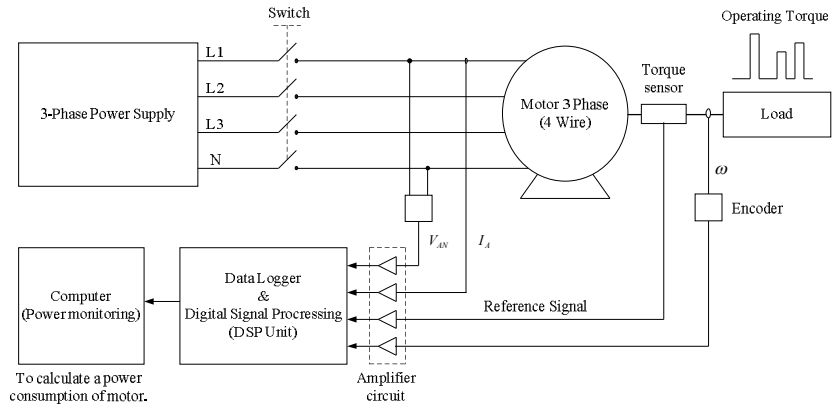 Switch
Operating Torque
L1
L2
L3
N
3-Phase Power Supply
Motor 3 Phase
(4 Wire)
Torque
sensor
Load
ω
Encoder
V_AN
I_A
Computer
(Power monitoring)
Data Logger
&
Digital Signal Procressing
(DSP Unit)
Reference Signal
To calculate a power
consumption of motor.
Amplifier
circuit